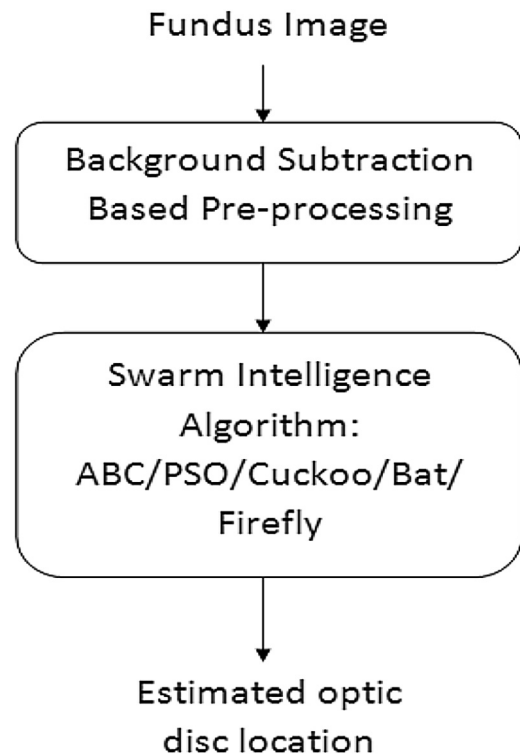 Fundus Image
Background Subtraction
Based Pre-processing
Swarm Intelligence
Algorithm:
ABC/PSO/Cuckoo/Bat/
Firefly
Estimated optic
disc location